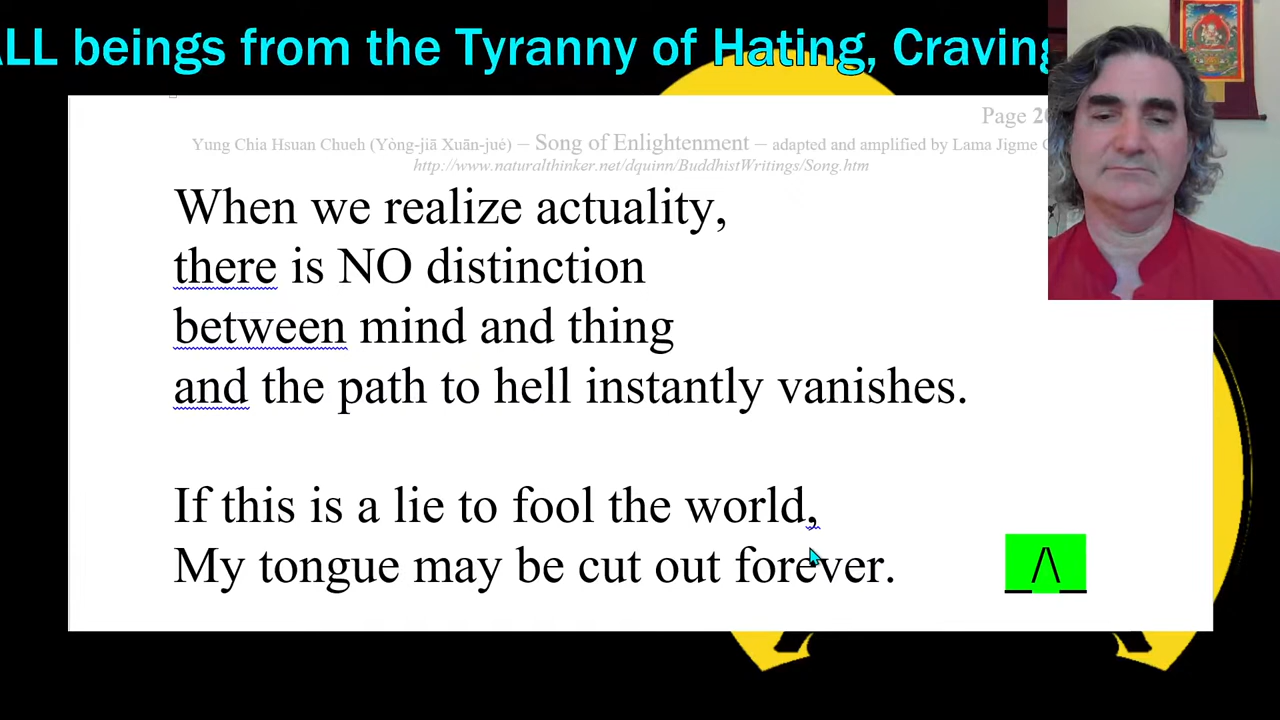 ALL beings from the Tyranny of Hating, Craving
Page
Yung Chia Hsuan Chueh (Yòng-jiā Xuān-jué) – Song of Enlightenment – adapted and amplified by Lama Jigme
http://www.naturalthinker.net/dquinn/BuddhistWritings/Song.htm
When we realize actuality,
there is NO distinction
between mind and thing
and the path to hell instantly vanishes.
If this is a lie to fool the world,
My tongue may be cut out forever.
_/\_